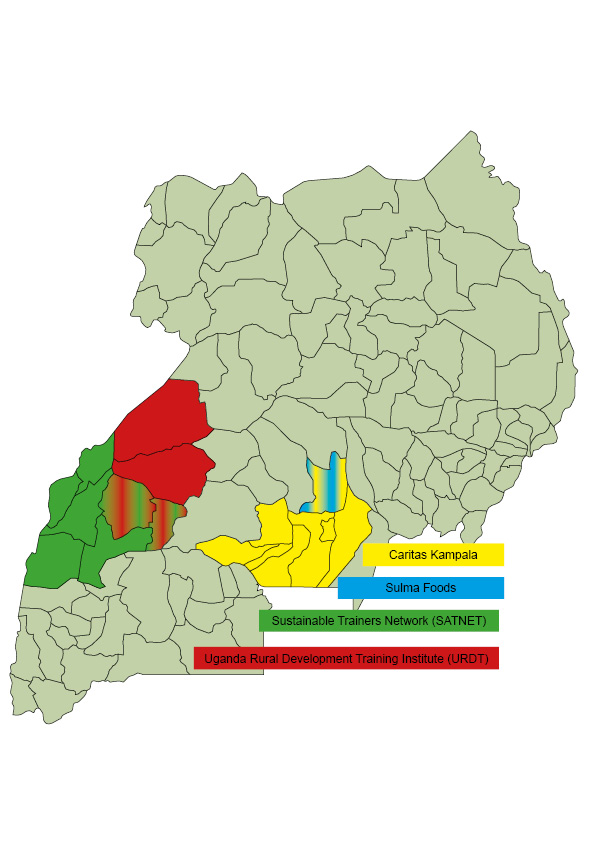 Caritas Kampala
Sulma Foods
Sustainable Trainers Network (SATNET)
Uganda Rural Development Training Institute (URDT)